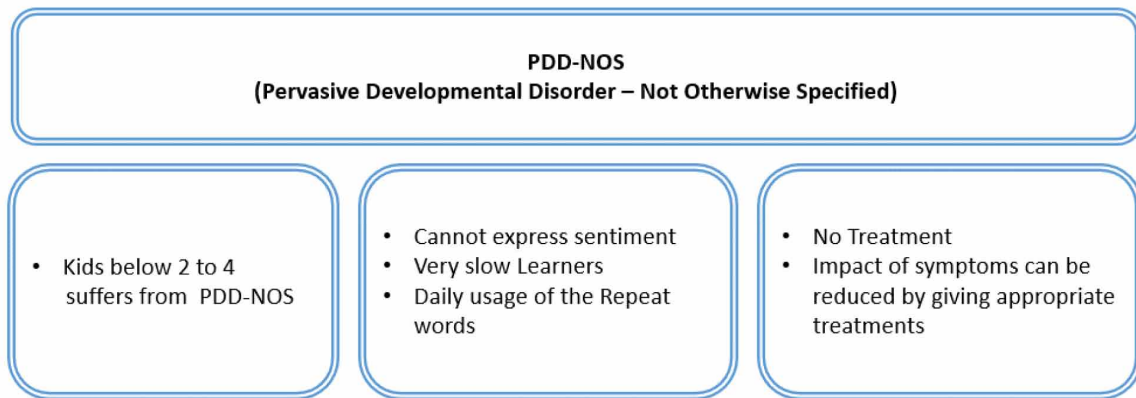 PDD-NOS
(Pervasive Developmental Disorder – Not Otherwise Specified)
• Kids below 2 to 4
suffers from PDD-NOS
• Cannot express sentiment
• Very slow Learners
• Daily usage of the Repeat
words
• No Treatment
• Impact of symptoms can be
reduced by giving appropriate
treatments